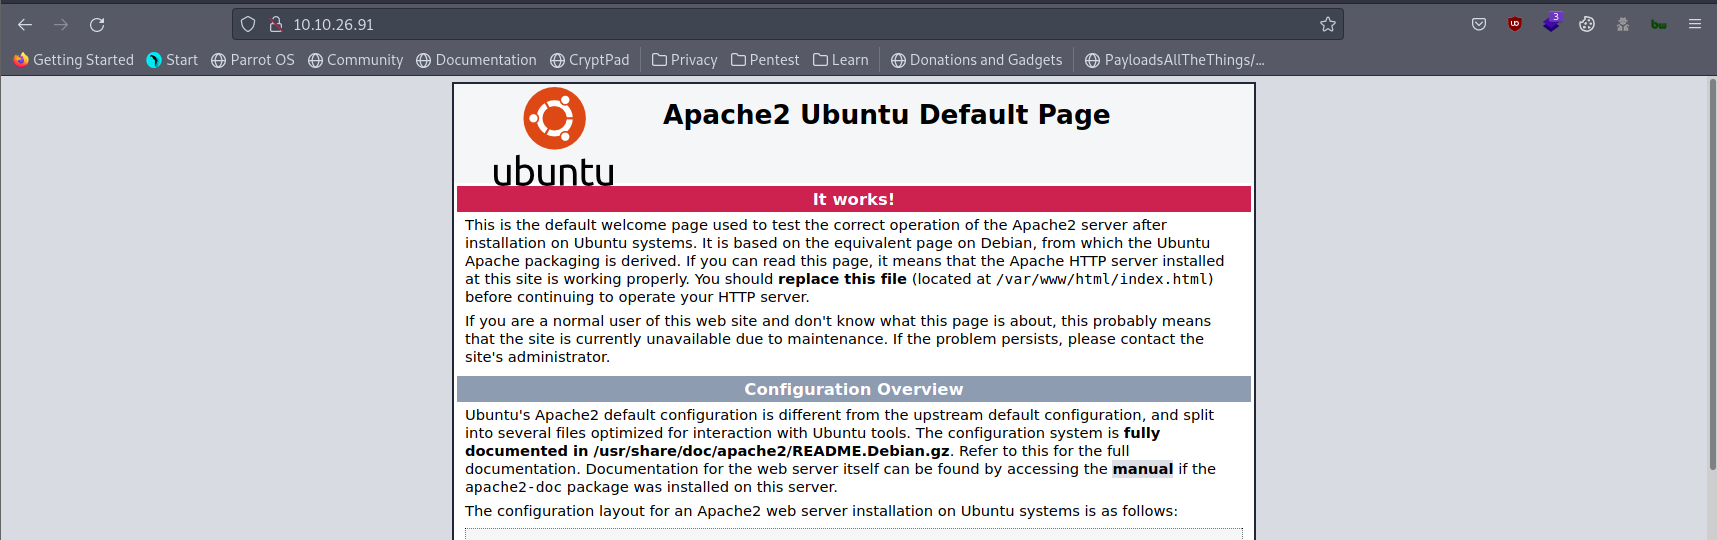 10.10.26.91
3
UO
bw
Getting Started Start Parrot OS Community Documentation CryptPad Privacy Pentest Learn Donations and Gadgets PayloadsAllTheThings/...
ubuntu
Apache2 Ubuntu Default Page
It works!
This is the default welcome page used to test the correct operation of the Apache2 server after
installation on Ubuntu systems. It is based on the equivalent page on Debian, from which the Ubuntu
Apache packaging is derived. If you can read this page, it means that the Apache HTTP server installed
at this site is working properly. You should replace this file (located at /var/www/html/index.html)
before continuing to operate your HTTP server.
If you are a normal user of this web site and don't know what this page is about, this probably means
that the site is currently unavailable due to maintenance. If the problem persists, please contact the
site's administrator.
Configuration Overview
Ubuntu's Apache2 default configuration is different from the upstream default configuration, and split
into several files optimized for interaction with Ubuntu tools. The configuration system is fully
documented in /usr/share/doc/apache2/README.Debian.gz. Refer to this for the full
documentation. Documentation for the web server itself can be found by accessing the manual if the
apache2-doc package was installed on this server.
The configuration layout for an Apache2 web server installation on Ubuntu systems is as follows: